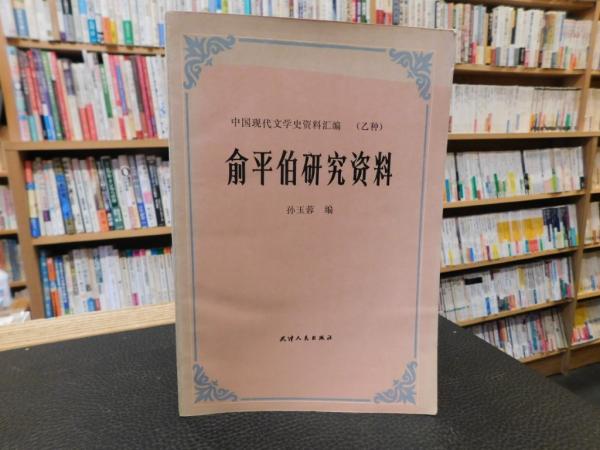 中国现代文学史资料汇编 （乙种）
俞平伯研究资料
孙玉蓉 编
天津人民出版社